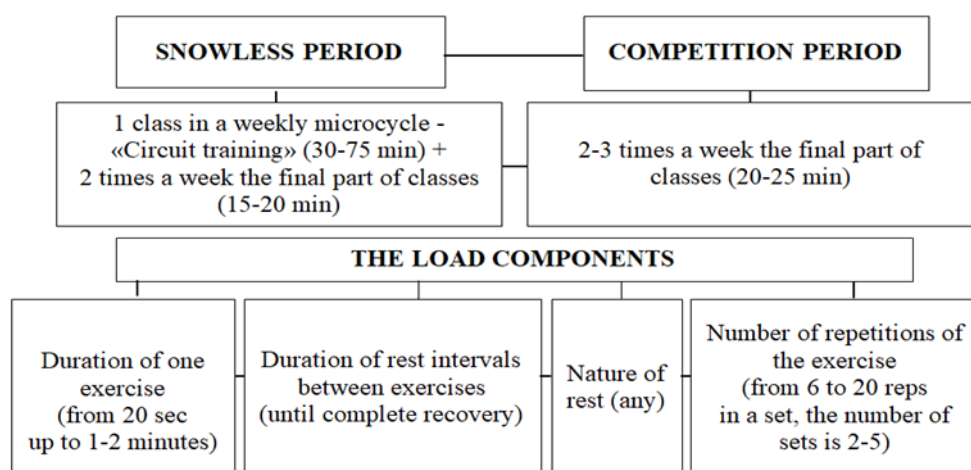 SNOWLESS PERIOD
COMPETITION PERIOD
1 class in a weekly microcycle -
«Circuit training» (30-75 min) +
2 times a week the final part of classes
(15-20 min)
2-3 times a week the final part of
classes (20-25 min)
THE LOAD COMPONENTS
Duration of one
exercise
(from 20 sec
up to 1-2 minutes)
Duration of rest intervals
between exercises
(until complete recovery)
Nature of
rest (any)
Number of repetitions of
the exercise
(from 6 to 20 reps
in a set, the number of
sets is 2-5)